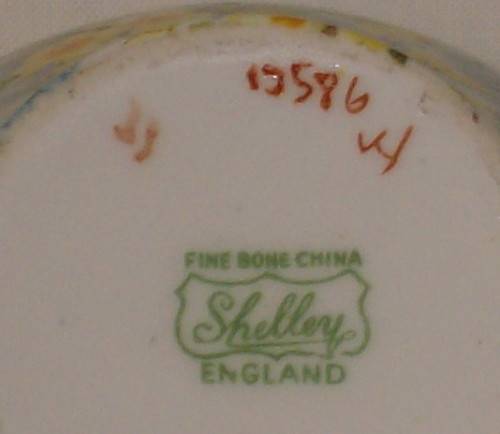 13586
FINE BONE CHINA
Shelley
ENGLAND